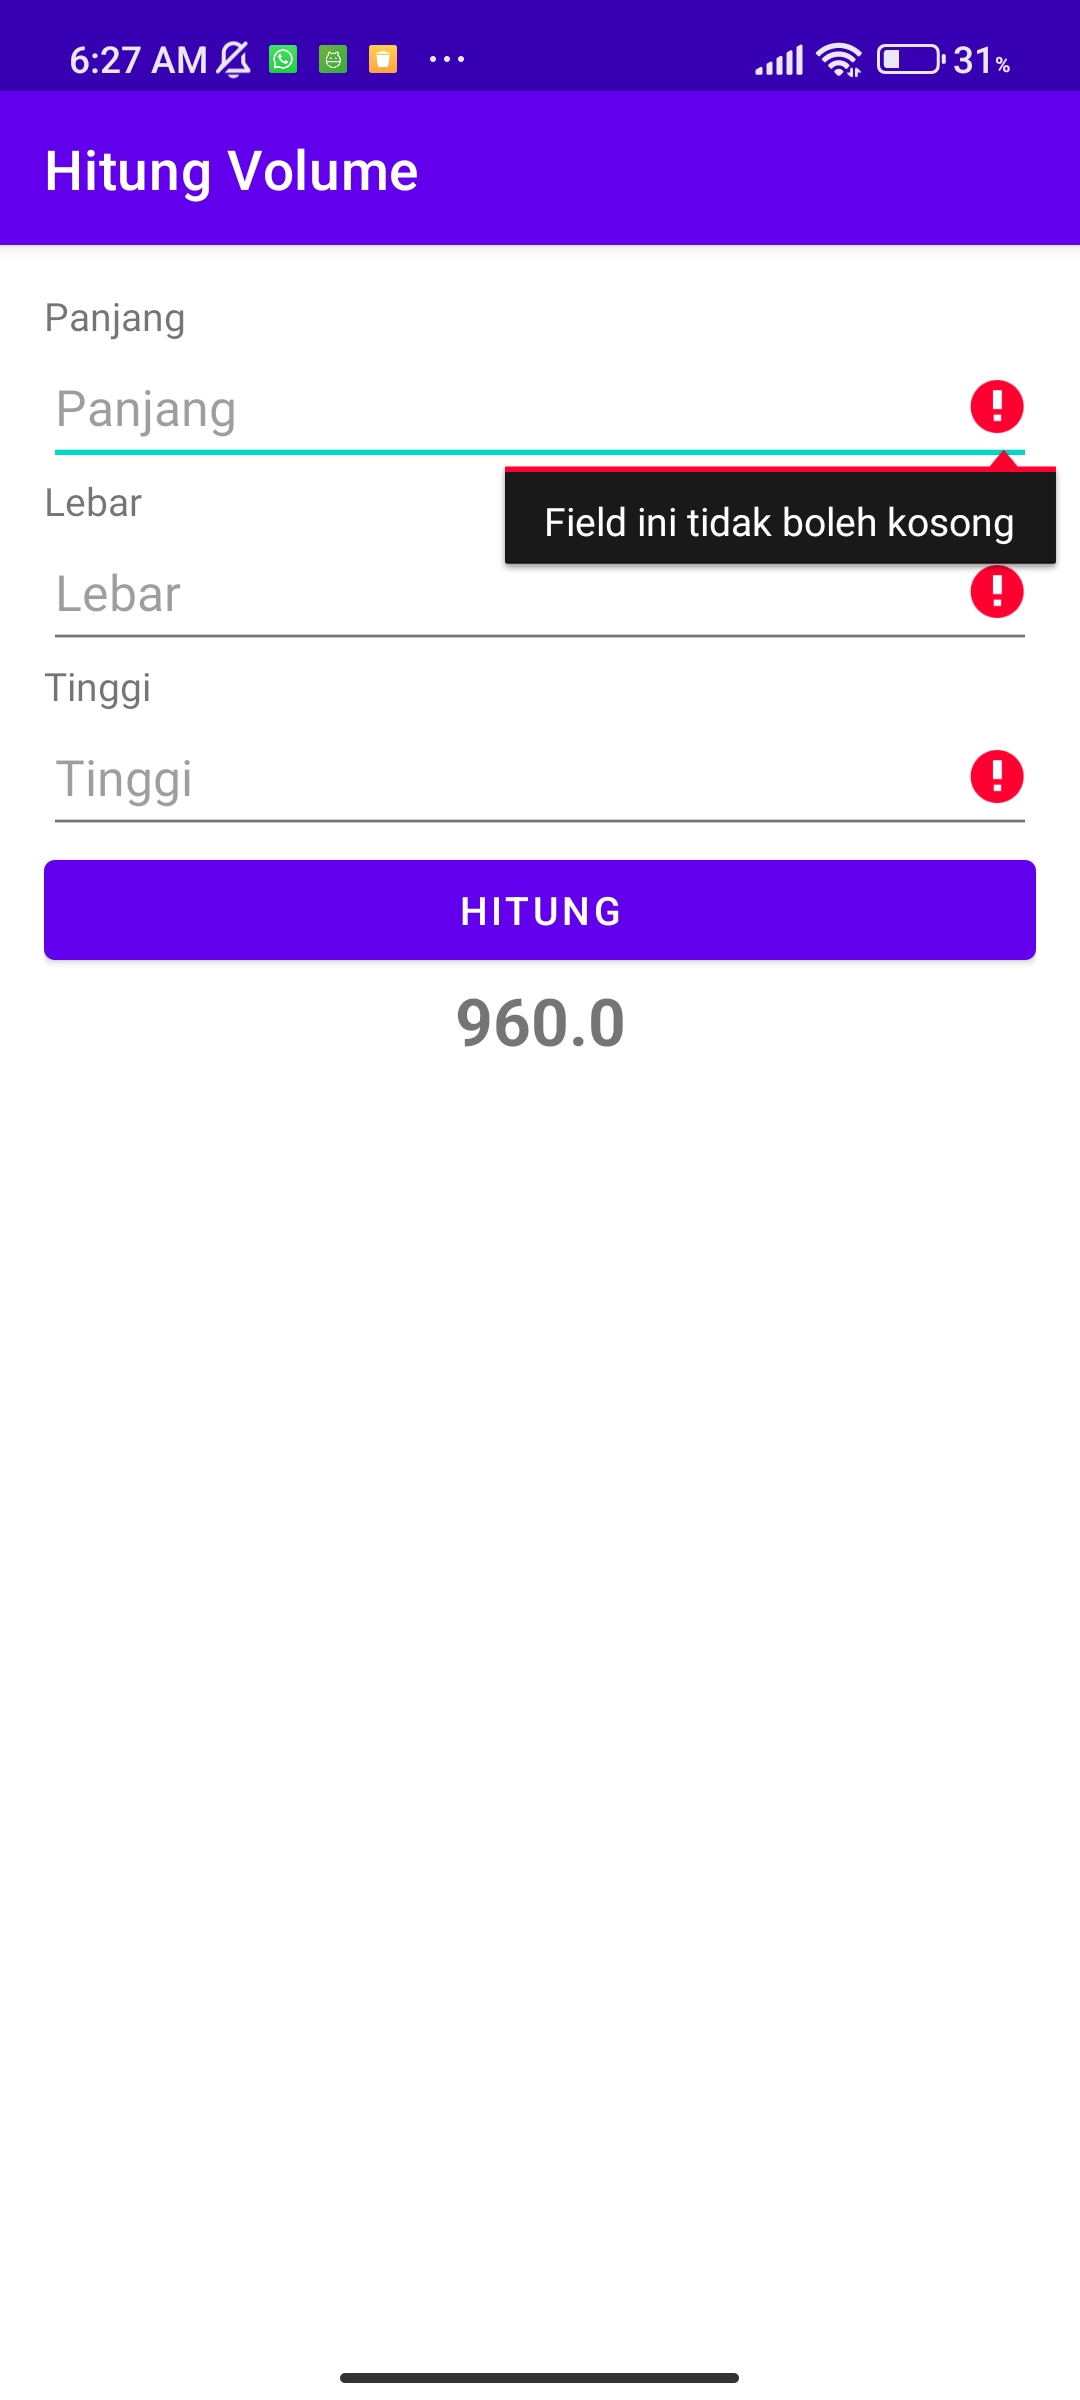 6:27 AM ... 31%
Hitung Volume
Panjang
Panjang
Lebar
Field ini tidak boleh kosong
Lebar
Tinggi
Tinggi
HITUNG
960.0